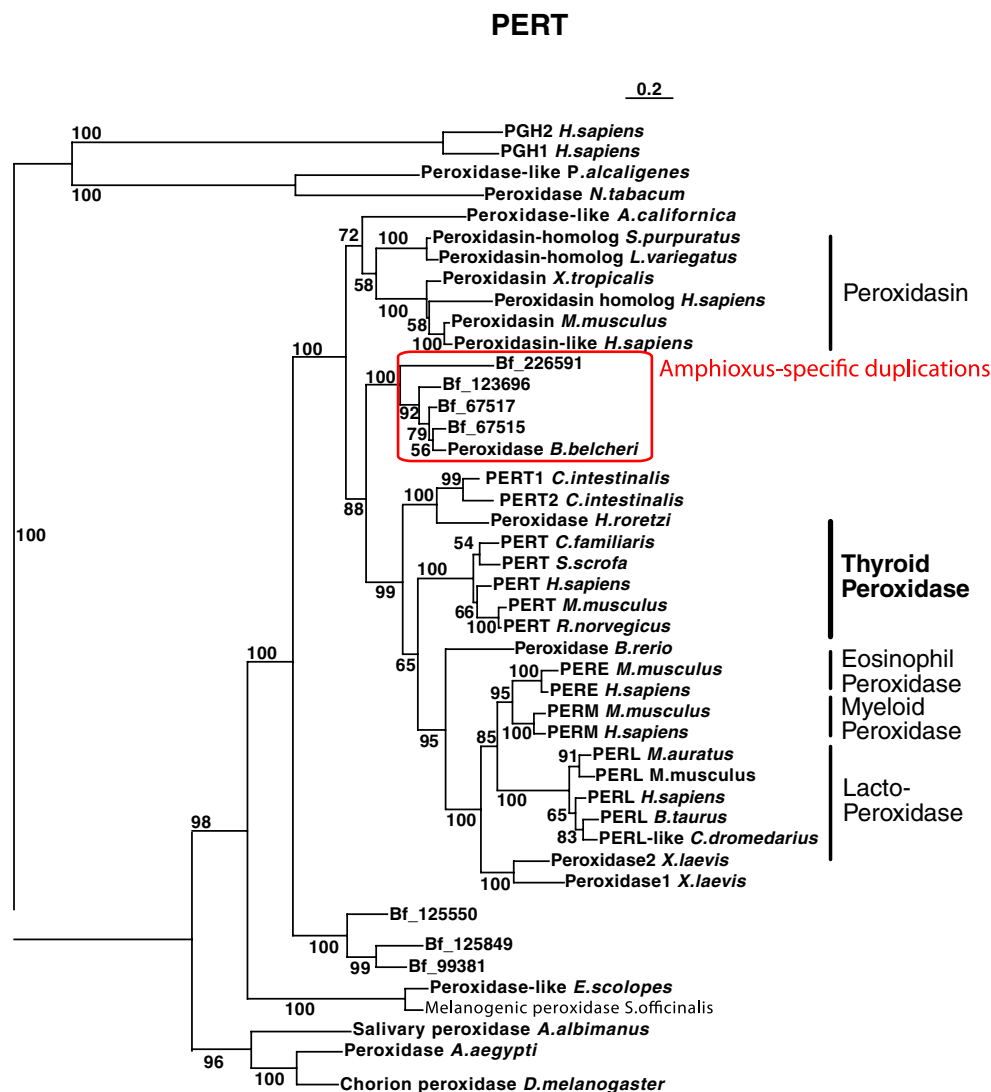 PERT
0.2
100
PGH2 H.sapiens
PGH1 H.sapiens
Peroxidase-like P.alcaligenes
100
Peroxidase N.tabacum
Peroxidase-like A.californica
72
100
Peroxidasin-homolog S.purpuratus
Peroxidasin-homolog L.variegatus
58
Peroxidasin X.tropicalis
100
Peroxidasin homolog H.sapiens
58
Peroxidasin M.musculus
100
Peroxidasin-like H.sapiens
Peroxidasin
100
100
Bf_226591
Amphioxus-specific duplications
Bf_123696
92
Bf_67517
79
Bf_67515
56
Peroxidase B.belcheri
99
PERT1 C.intestinalis
100
PERT2 C.intestinalis
88
Peroxidase H.roretzi
100
54
PERT C.familiaris
100
PERT S.scrofa
99
PERT H.sapiens
66
PERT M.musculus
100
PERT R.norvegicus
Thyroid
Peroxidase
65
Peroxidase B.rerio
100
100
PERE M.musculus
95
PERE H.sapiens
Eosinophil
Peroxidase
PERM M.musculus
100
PERM H.sapiens
Myeloid
Peroxidase
95
85
91
PERL M.auratus
PERL M.musculus
100
PERL H.sapiens
65
PERL B.taurus
83
PERL-like C.dromedarius
Lacto-
Peroxidase
98
100
Peroxidase2 X.laevis
100
Peroxidase1 X.laevis
Bf_125550
100
Bf_125849
99
Bf_99381
Peroxidase-like E.scolopes
100
Melanogenic peroxidase S.officinalis
Salivary peroxidase A.albimanus
96
Peroxidase A.aegypti
100
Chorion peroxidase D.melanogaster